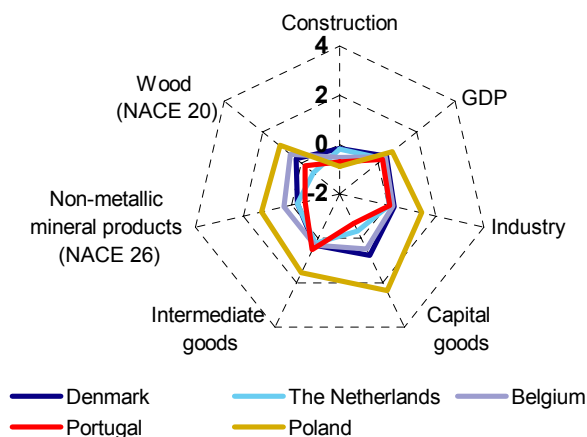 Construction
4
2
0
-2
GDP
Wood
(NACE 20)
Non-metallic
mineral products
(NACE 26)
Industry
Intermediate
goods
Capital
goods
Denmark
The Netherlands
Belgium
Portugal
Poland